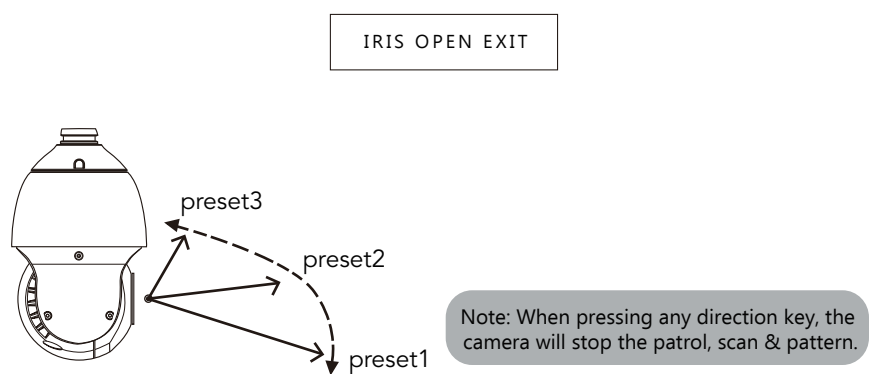 IRIS OPEN EXIT
preset3
preset2
preset1
Note: When pressing any direction key, the
camera will stop the patrol, scan & pattern.